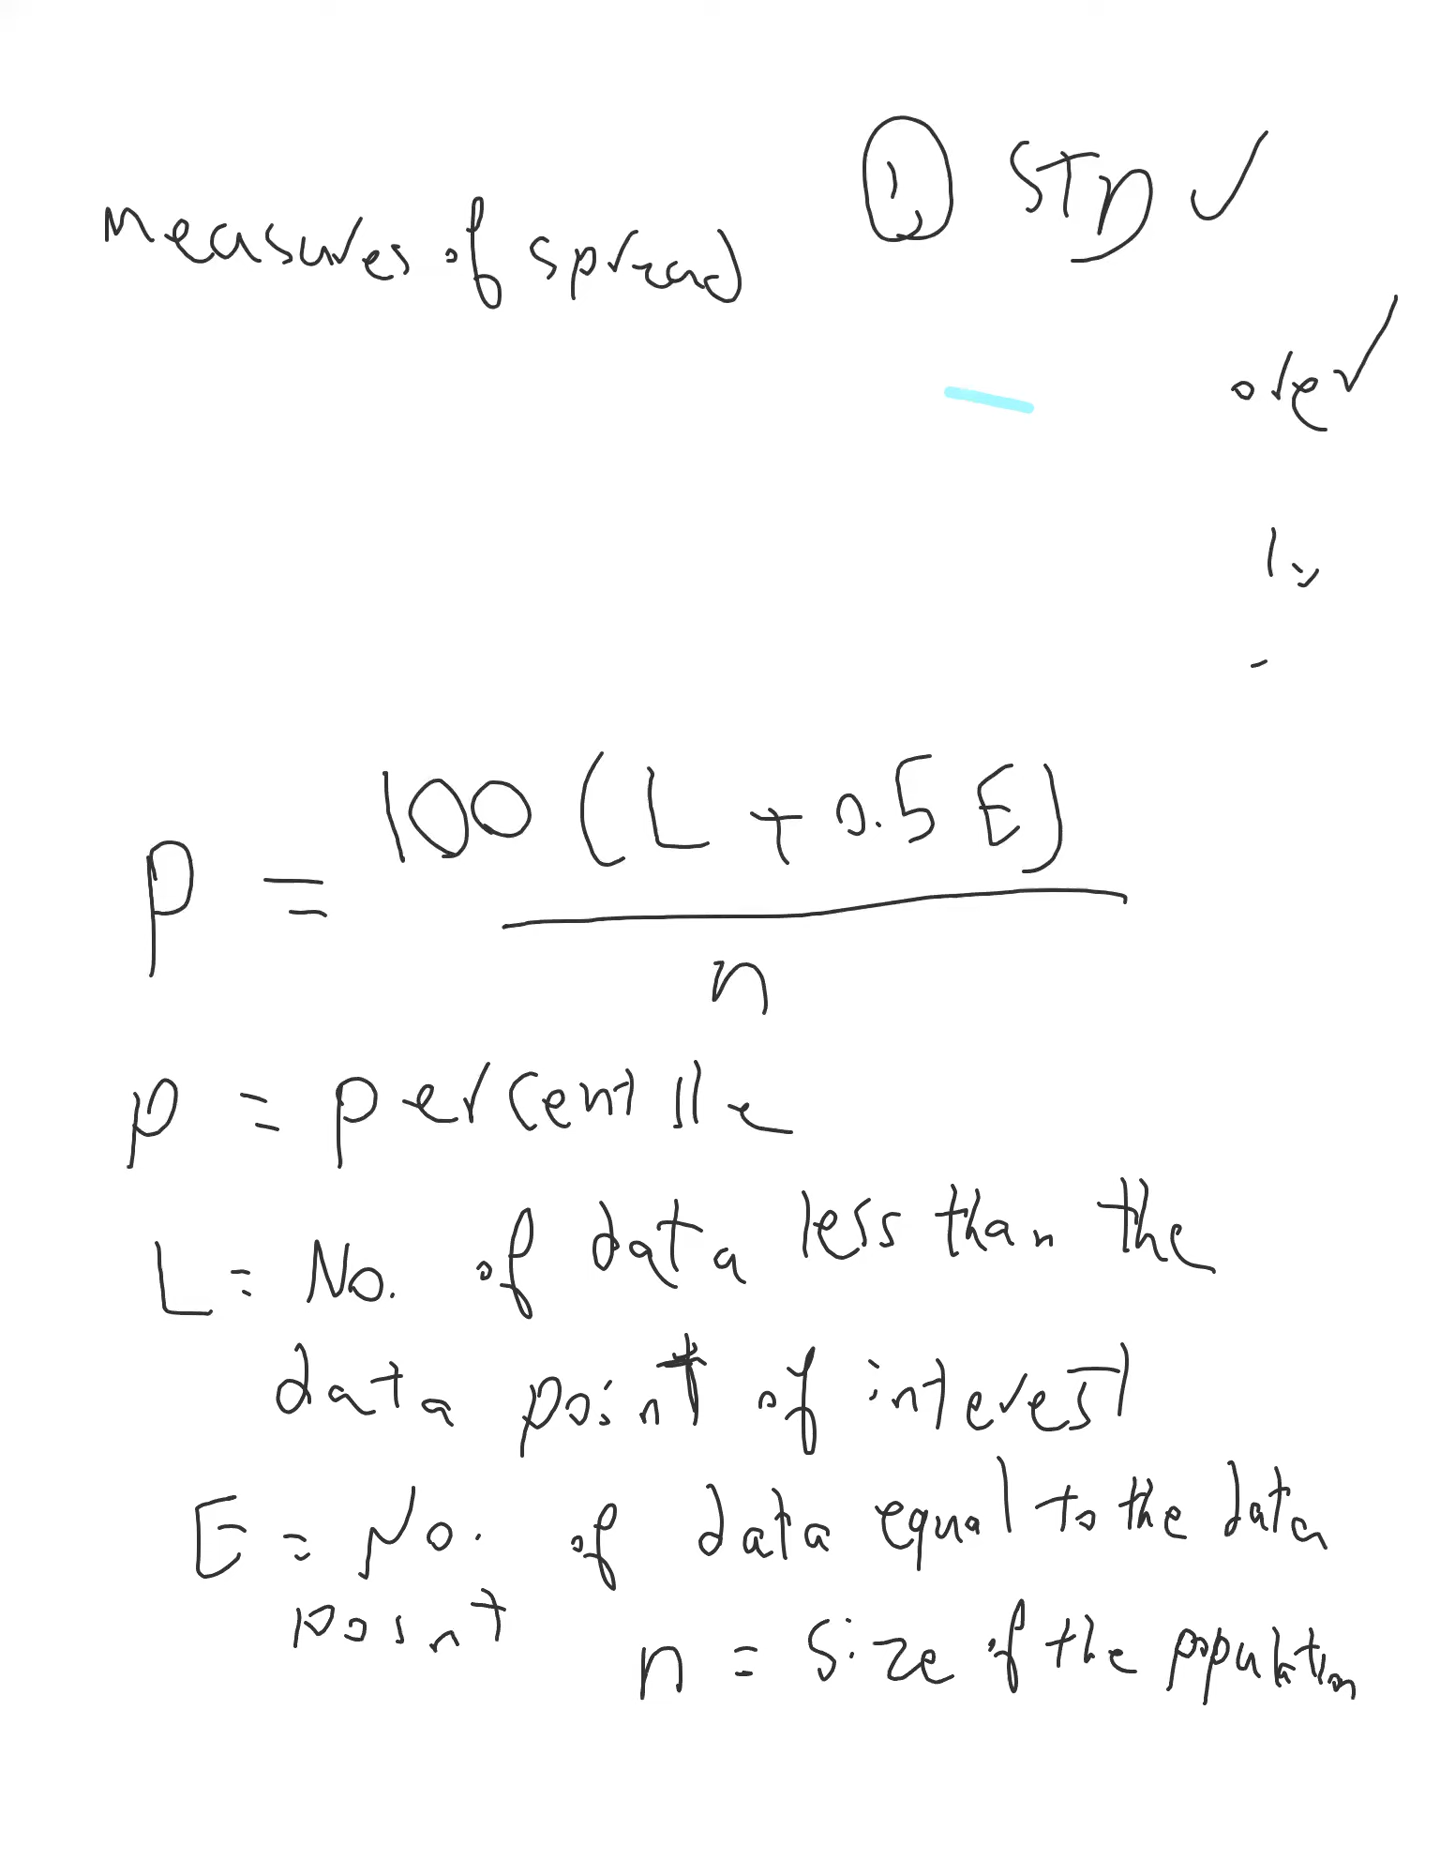 measures of spread
1, STD ✓
P = 100 (L + 0.5 E) / n
p = percentile
L = No. of data less than the
data point of interest
E = No. of data equal to the data
point
n = size of the population